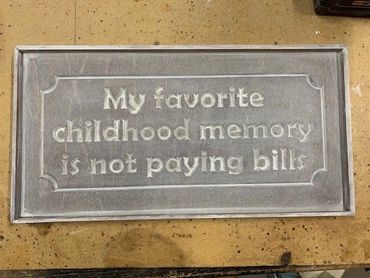 My favorite
childhood memory
is not paying bills